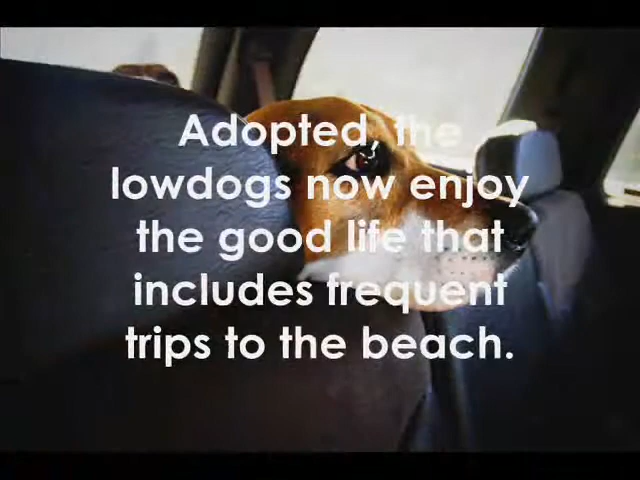 Adopted, the
lowdogs now enjoy
the good life that
includes frequent
trips to the beach.